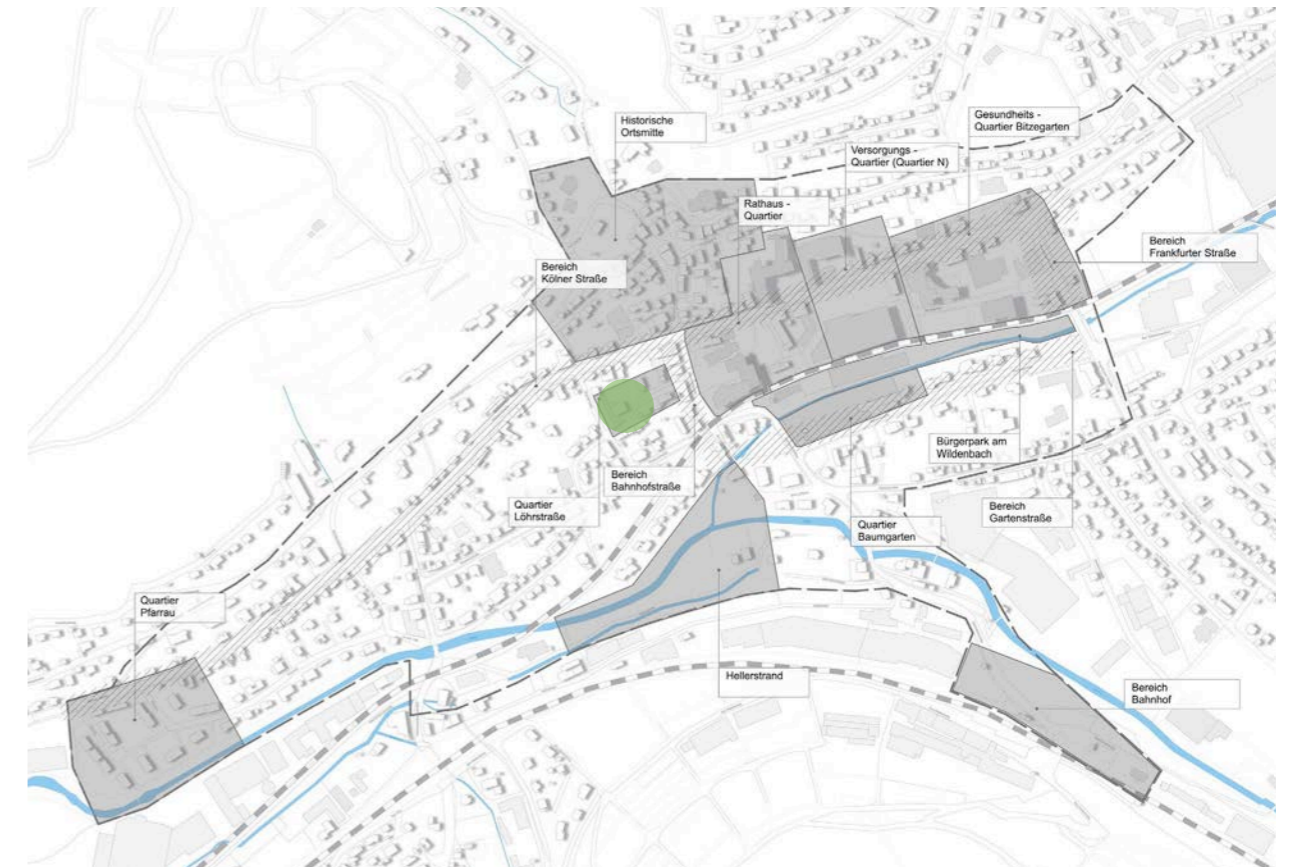 Gesundheits -
Quartier Bitzegarten
Historische
Ortsmitte
Versorgungs -
Quartier (Quartier N)
Rathaus -
Quartier
Bereich
Frankfurter Straße
Bereich
Kölner Straße
Bürgerpark am
Wildenbach
Bereich
Bahnhofstraße
Quartier
Löhrstraße
Bereich
Gartenstraße
Quartier
Baumgarten
Quartier
Pfarrau
Hellerstrand
Bereich
Bahnhof